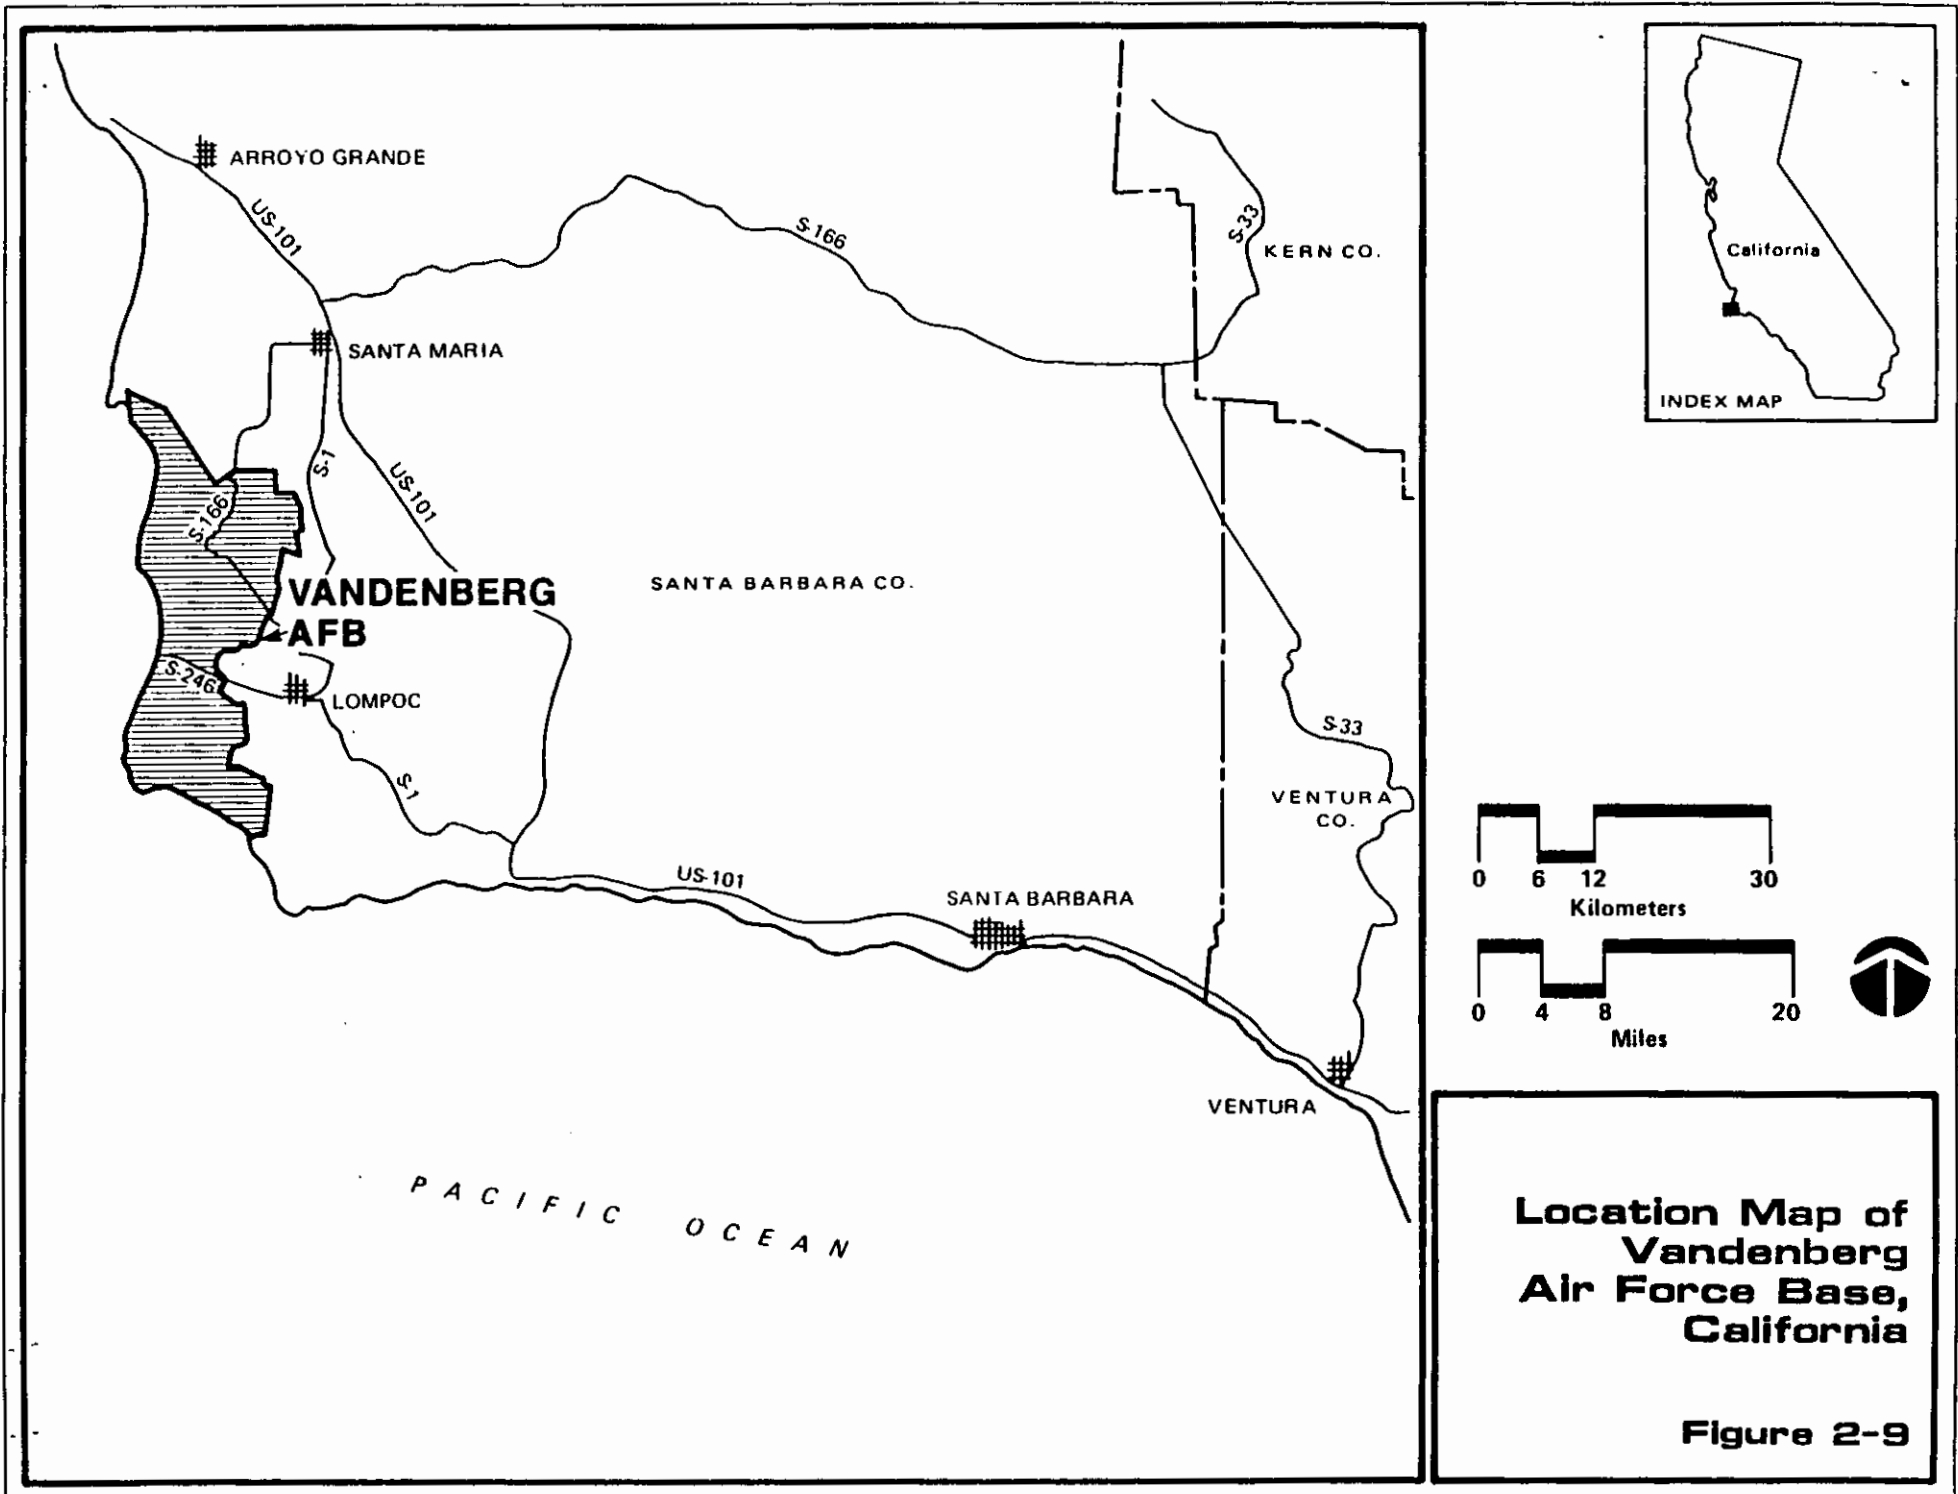 ARROYO GRANDE
US-101
S-166
S-33
KERN CO.
SANTA MARIA
S-1
US-101
S-166
VANDENBERG
AFB
SANTA BARBARA CO.
S-246
LOMPOC
S-1
S-33
VENTURA
CO.
US-101
SANTA BARBARA
VENTURA
PACIFIC OCEAN
California
INDEX MAP
0 6 12 30
Kilometers
0 4 8 20
Miles
Location Map of
Vandenberg
Air Force Base,
California
Figure 2-9